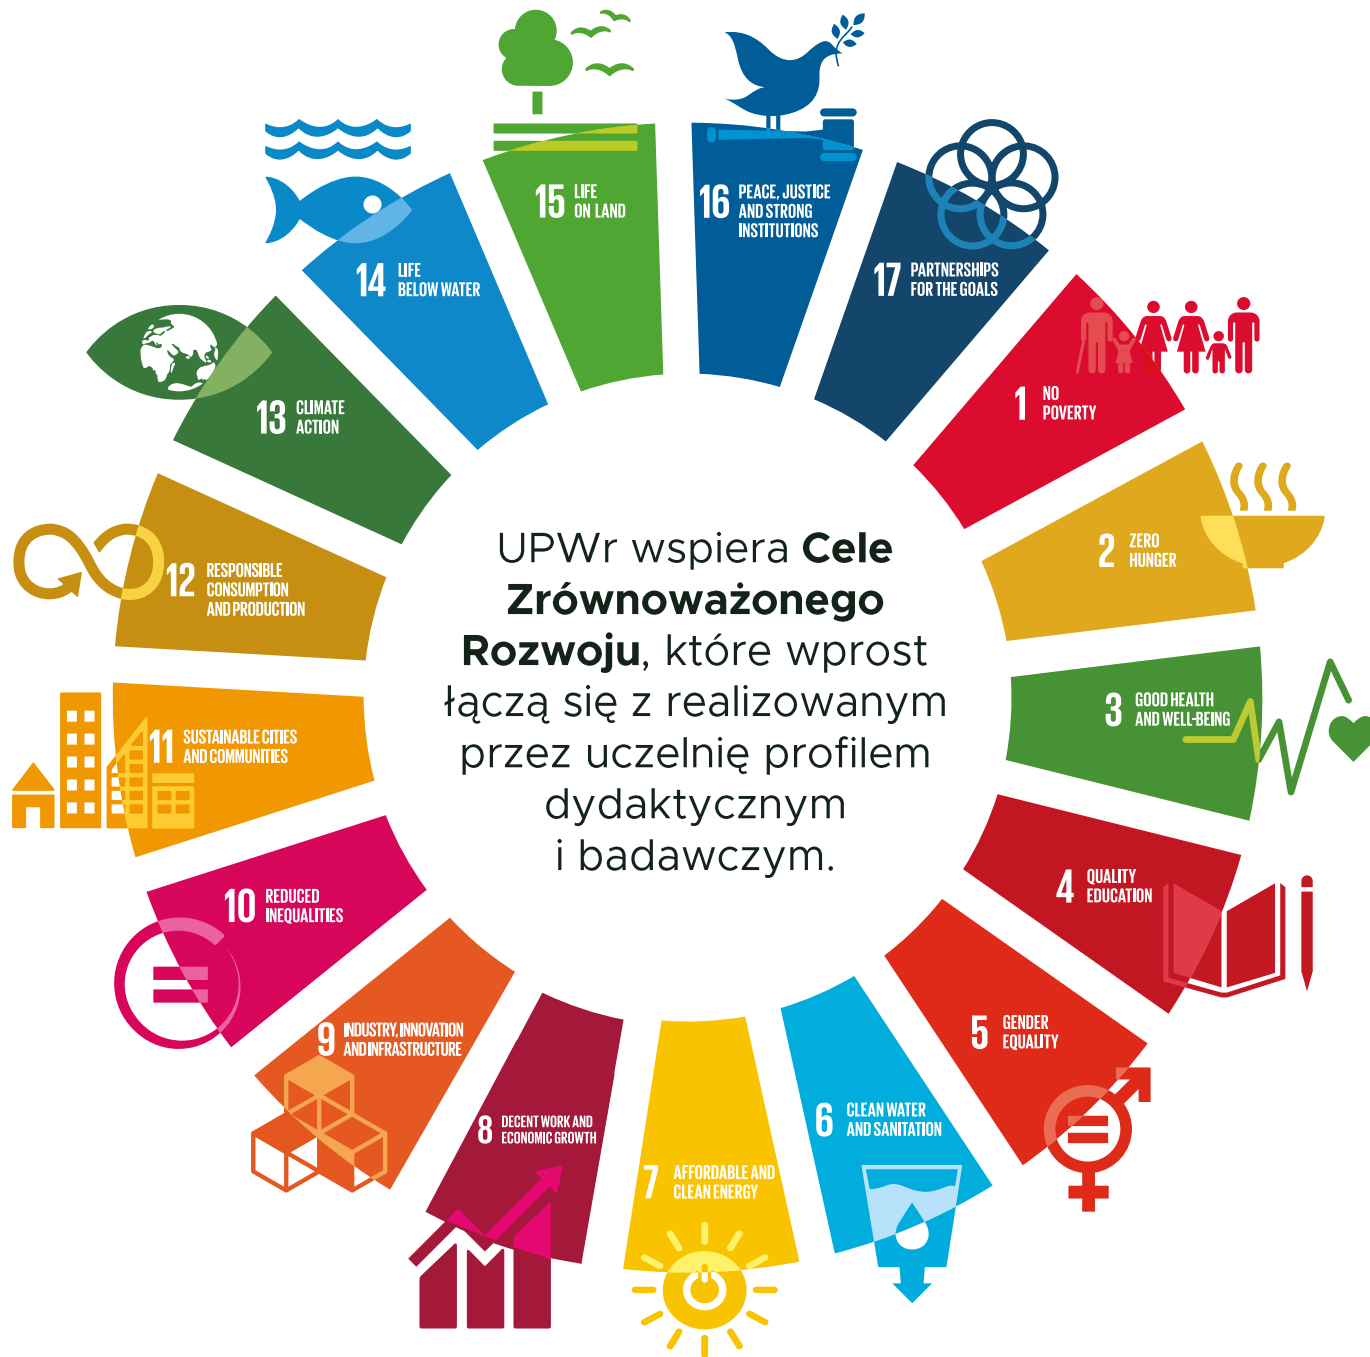 1 NO
POVERTY
2 ZERO
HUNGER
3 GOOD HEALTH
AND WELL-BEING
4 QUALITY
EDUCATION
5 GENDER
EQUALITY
6 CLEAN WATER
AND SANITATION
7 AFFORDABLE AND
CLEAN ENERGY
8 DECENT WORK AND
ECONOMIC GROWTH
9 INDUSTRY, INNOVATION
AND INFRASTRUCTURE
10 REDUCED
INEQUALITIES
11 SUSTAINABLE CITIES
AND COMMUNITIES
12 RESPONSIBLE
CONSUMPTION
AND PRODUCTION
13 CLIMATE
ACTION
14 LIFE
BELOW WATER
15 LIFE
ON LAND
16 PEACE, JUSTICE
AND STRONG
INSTITUTIONS
17 PARTNERSHIPS
FOR THE GOALS
UPWr wspiera Cele
Zrównoważonego
Rozwoju, które wprost
łączą się z realizowanym
przez uczelnię profilem
dydaktycznym
i badawczym.